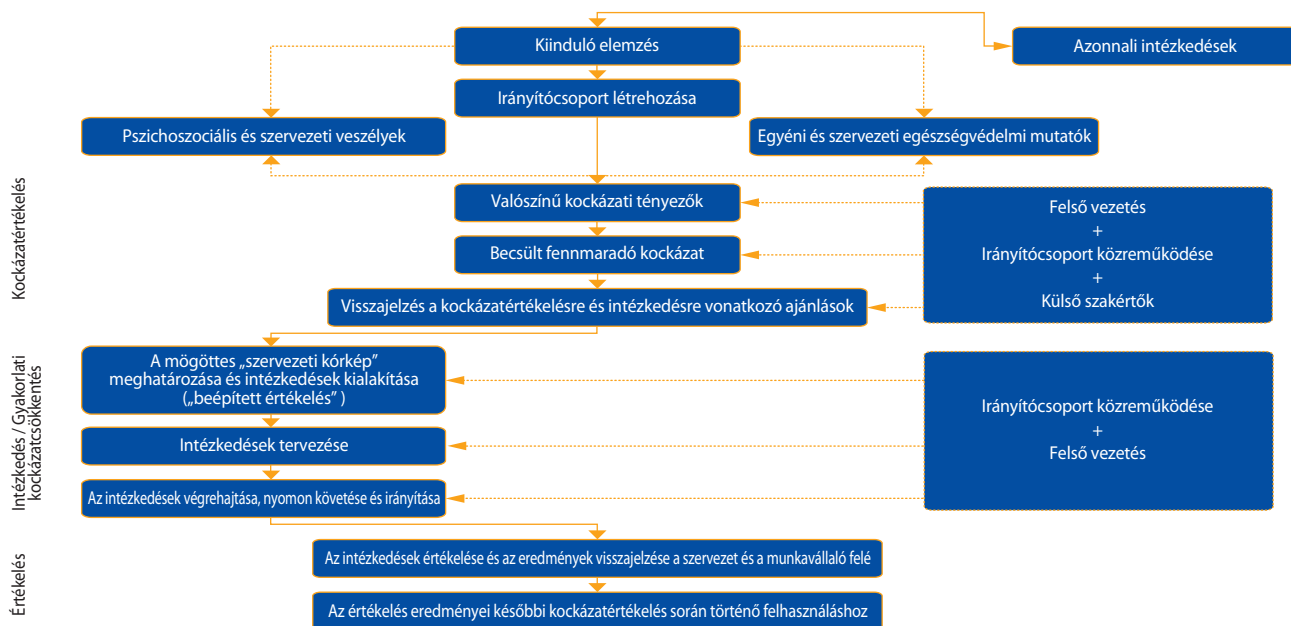 Kiinduló elemzés
Azonnali intézkedések
Irányítócsoport létrehozása
Pszichoszociális és szervezeti veszélyek
Egyéni és szervezeti egészségvédelmi mutatók
Kockázatértékelés
Valószínű kockázati tényezők
Becsült fennmaradó kockázat
Visszajelzés a kockázatértékelésre és intézkedésre vonatkozó ajánlások
Felső vezetés
+
Irányítócsoport közreműködése
+
Külső szakértők
Intézkedés / Gyakorlati
kockázatcsökkentés
A mögöttes „szervezeti kórkép”
meghatározása és intézkedések kialakítása
(„beépített értékelés” )
Intézkedések tervezése
Az intézkedések végrehajtása, nyomon követése és irányítása
Irányítócsoport közreműködése
+
Felső vezetés
Értékelés
Az intézkedések értékelése és az eredmények visszajelzése a szervezet és a munkavállaló felé
Az értékelés eredményei későbbi kockázatértékelés során történő felhasználáshoz